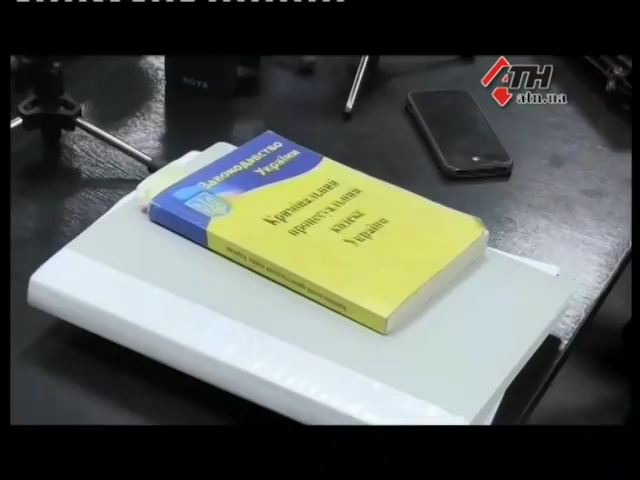 АТН
atn.ua
Законодавство
України
Кримінальний
процесуальний
кодекс
України